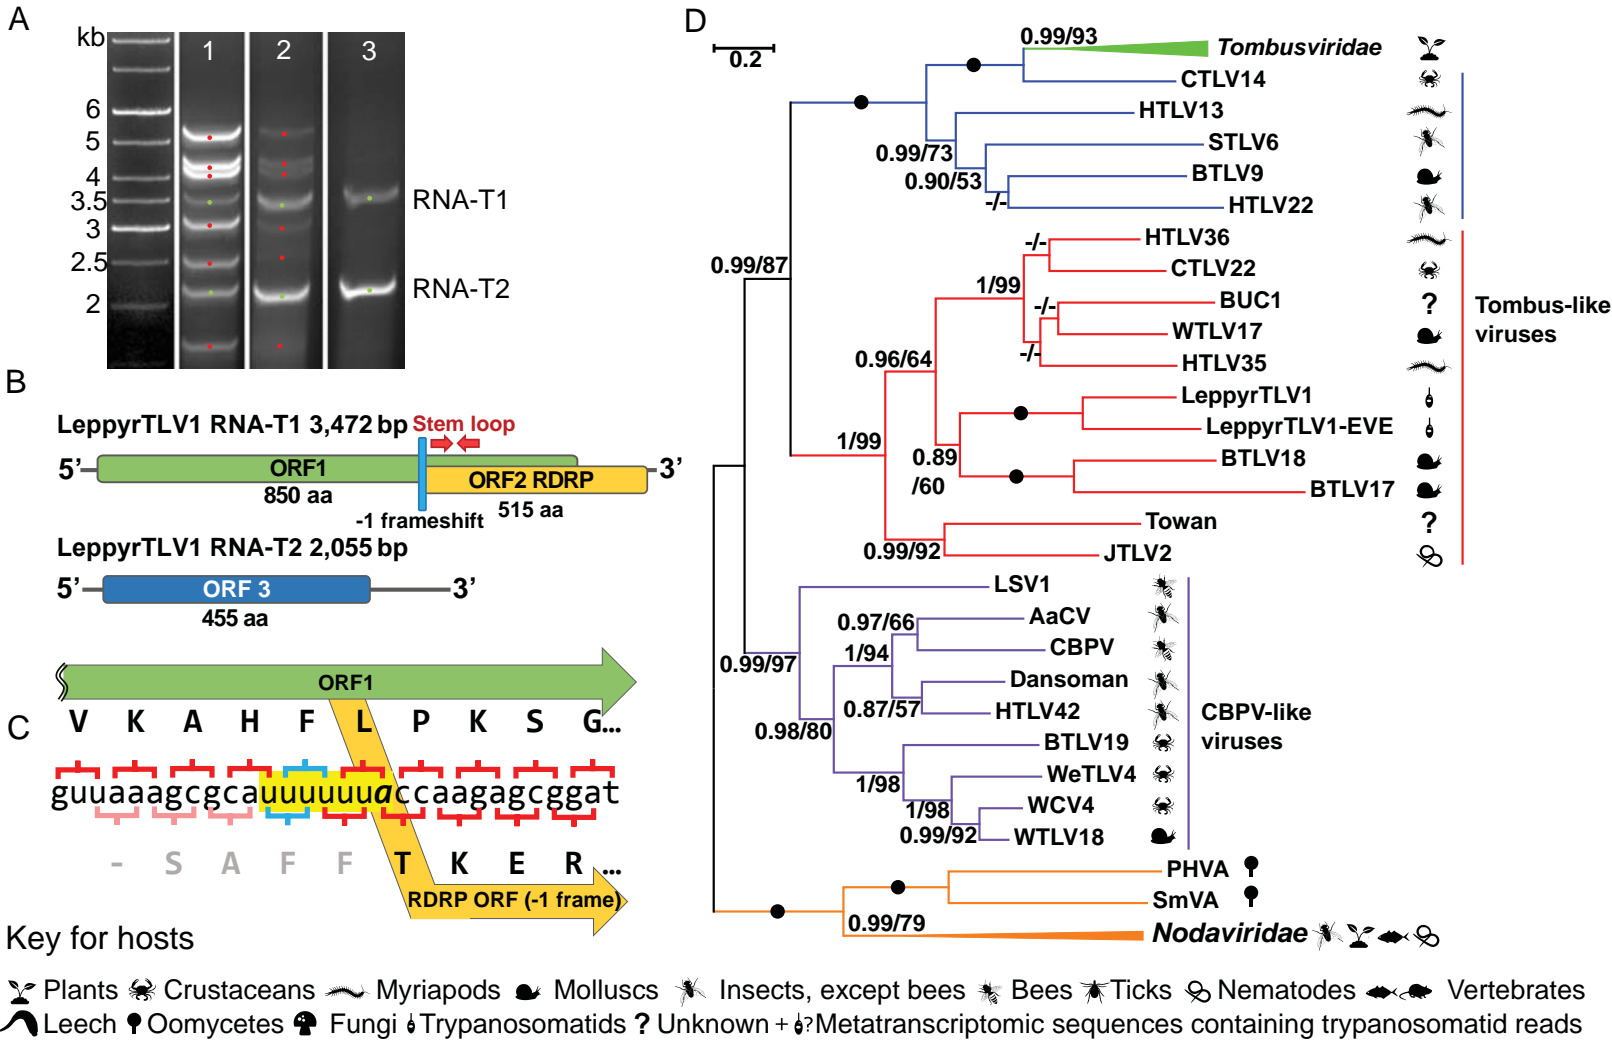 A
kb
1 2 3
6
5
4
3.5
3
2.5
2
RNA-T1
RNA-T2
B
LeppyrTLV1 RNA-T1 3,472 bp
Stem loop
5’
ORF1
ORF2 RDRP
3’
850 aa
-1 frameshift
515 aa
LeppyrTLV1 RNA-T2 2,055 bp
5’
ORF 3
3’
455 aa
C
ORF1
V K A H F L P K S G...
guuaaagcgcauuuuuuaccaagagcggat
- S A F F T K E R ...
RDRP ORF (-1 frame)
D
0.2
0.99/93
Tombusviridae
CTLV14
HTLV13
0.99/73
STLV6
0.90/53
BTLV9
-/-
HTLV22
0.99/87
-/-
HTLV36
CTLV22
1/99
-/-
BUC1
?
WTLV17
-/-
HTLV35
0.96/64
LeppyrTLV1
LeppyrTLV1-EVE
1/99
0.89
/60
BTLV18
BTLV17
Towan
?
0.99/92
JTLV2
Tombus-like
viruses
LSV1
0.97/66
AaCV
1/94
CBPV
0.99/97
Dansoman
0.87/57
HTLV42
0.98/80
BTLV19
1/98
WeTLV4
1/98
WCV4
0.99/92
WTLV18
CBPV-like
viruses
PHVA
SmVA
0.99/79
Nodaviridae
Key for hosts
Plants Crustaceans Myriapods Molluscs Insects, except bees Bees Ticks Nematodes Vertebrates
Leech Oomycetes Fungi Trypanosomatids ? Unknown + ? Metatranscriptomic sequences containing trypanosomatid reads